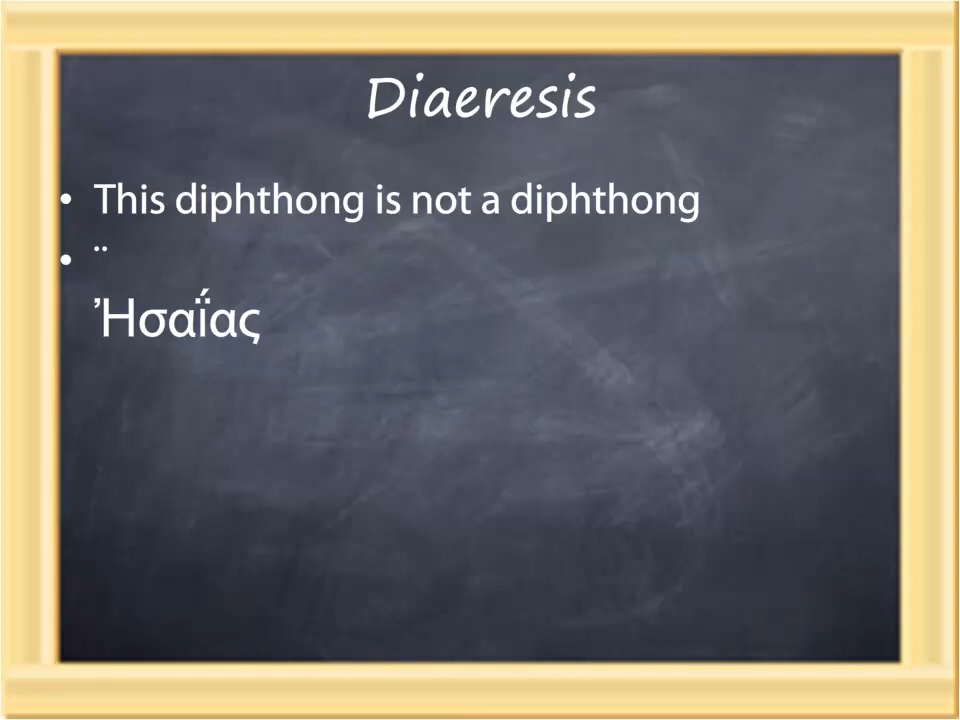 Diaeresis
• This diphthong is not a diphthong
• ¨
Ἠσαΐας